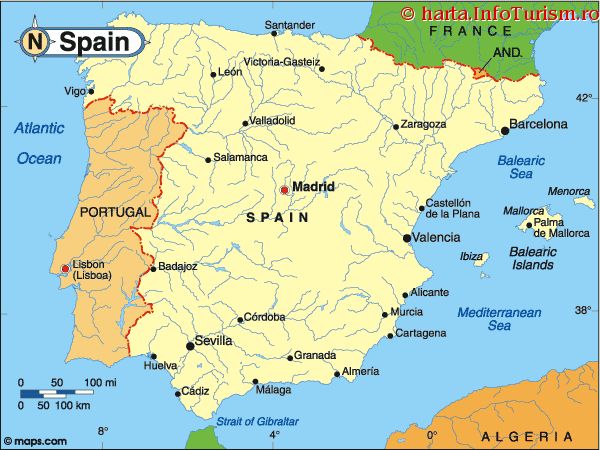 © harta.InfoTurism.ro
N Spain
FRANCE
Santander
AND.
Victoria-Gasteiz
León
Vigo
42°
Valladolid
Zaragoza
Barcelona
Atlantic
Ocean
Salamanca
Balearic
Sea
Madrid
Menorca
Castellón
de la Plana
Mallorca
PORTUGAL
SPAIN
Palma
de Mallorca
Valencia
Balearic
Islands
Ibiza
Lisbon
(Lisboa)
Badajoz
Alicante
38°
Mediterranean
Sea
Murcia
Córdoba
Cartagena
Sevilla
Granada
Huelva
Almería
Málaga
Cádiz
0 50 100 mi
0 50 100 km
Strait of Gibraltar
8°
4°
0°
ALGERIA
© maps.com